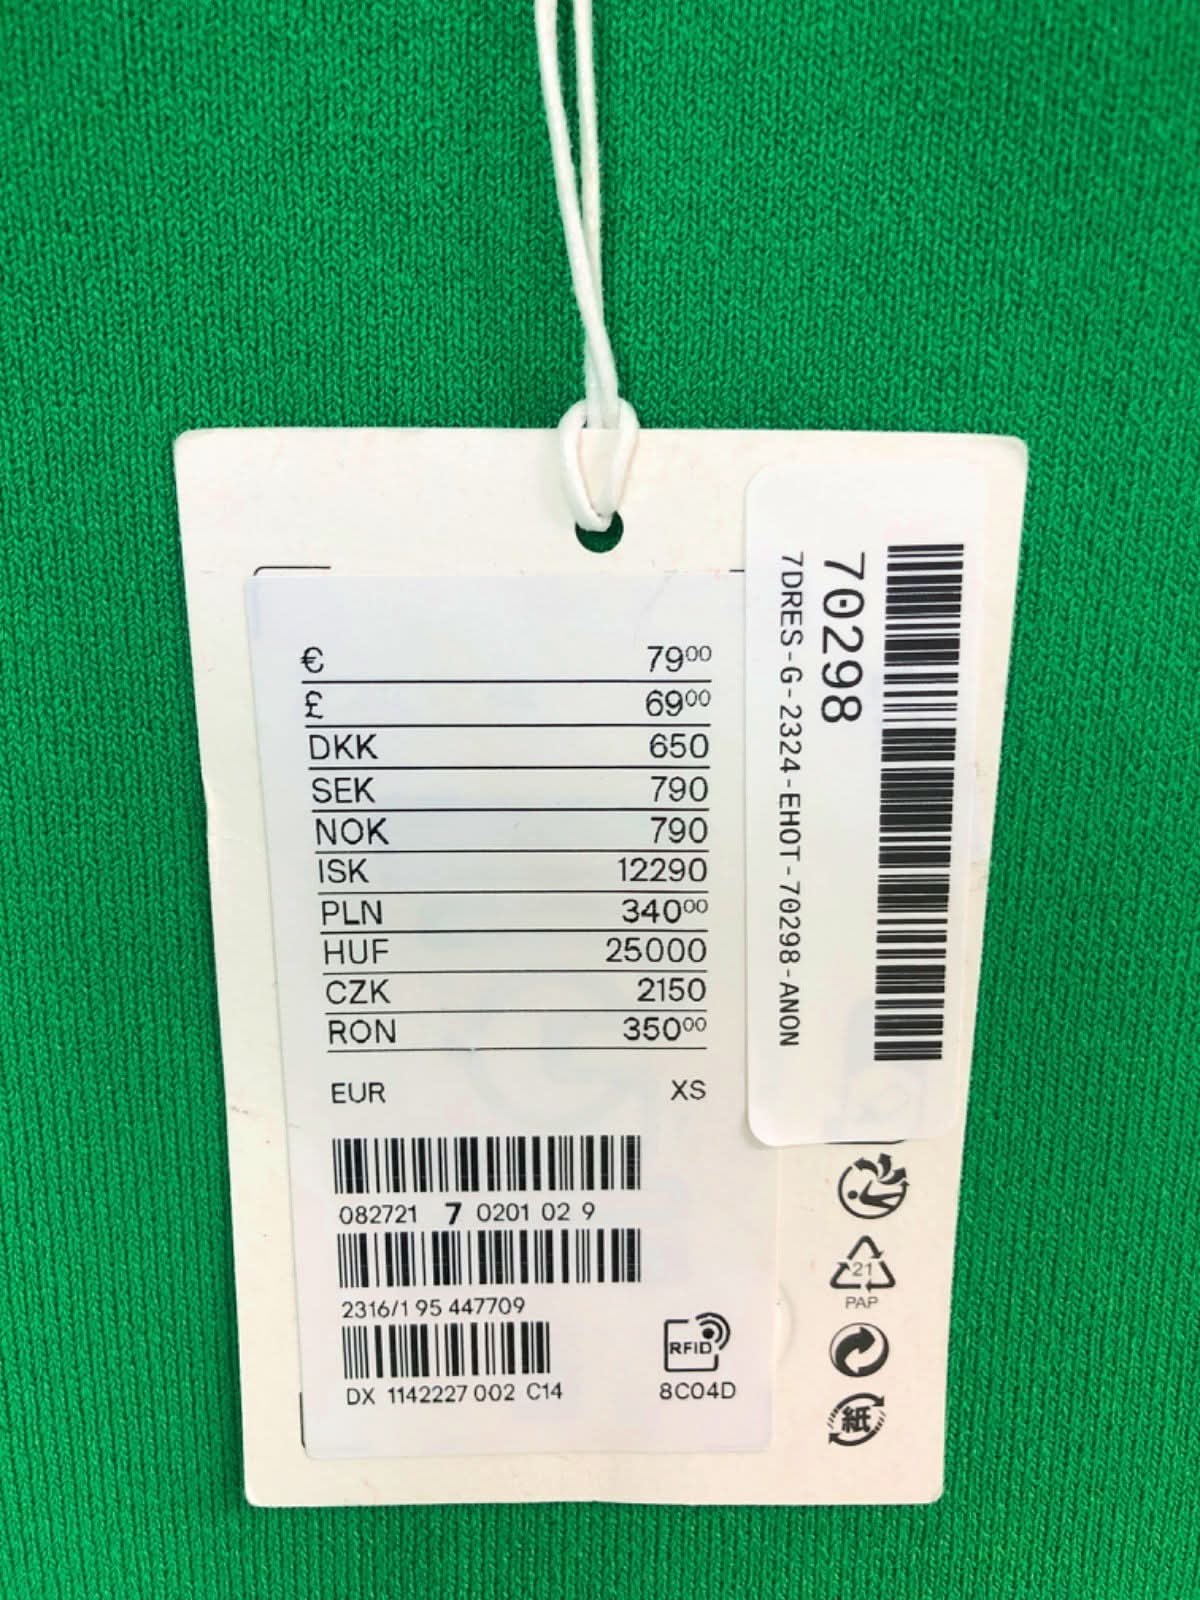 € 79⁰⁰
£ 69⁰⁰
DKK 650
SEK 790
NOK 790
ISK 12290
PLN 340⁰⁰
HUF 25000
CZK 2150
RON 350⁰⁰
EUR XS
082721 7 0201 02 9
2316/1 95 447709
DX 1142227 002 C14
RFID
8C04D
70298
7DRES-G-2324-EHOT-70298-ANON
21
PAP
紙